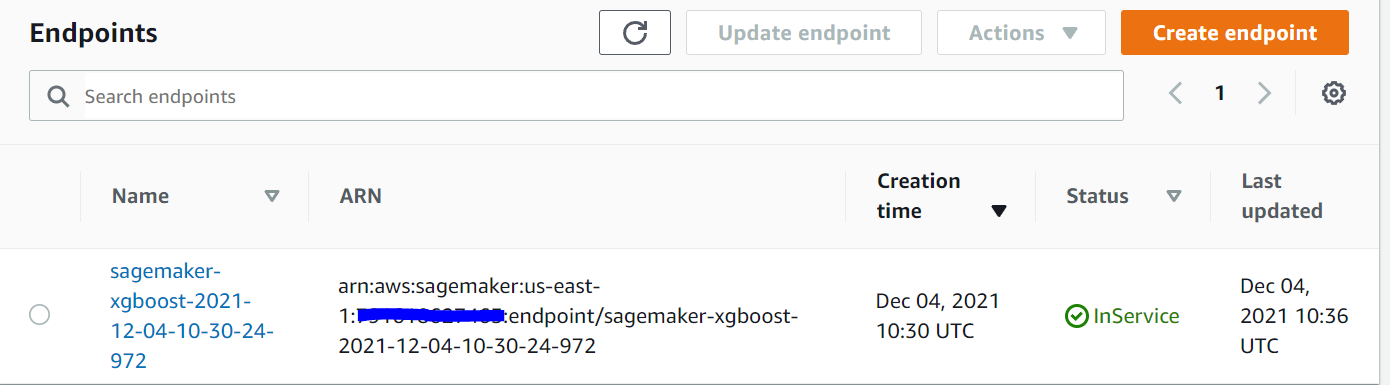 Endpoints
Update endpoint
Actions
Create endpoint
Search endpoints
1
Name
ARN
Creation
time
Status
Last
updated
sagemaker-
xgboost-2021-
12-04-10-30-24-
972
arn:aws:sagemaker:us-east-
1::endpoint/sagemaker-xgboost-
2021-12-04-10-30-24-972
Dec 04, 2021
10:30 UTC
InService
Dec 04,
2021 10:36
UTC